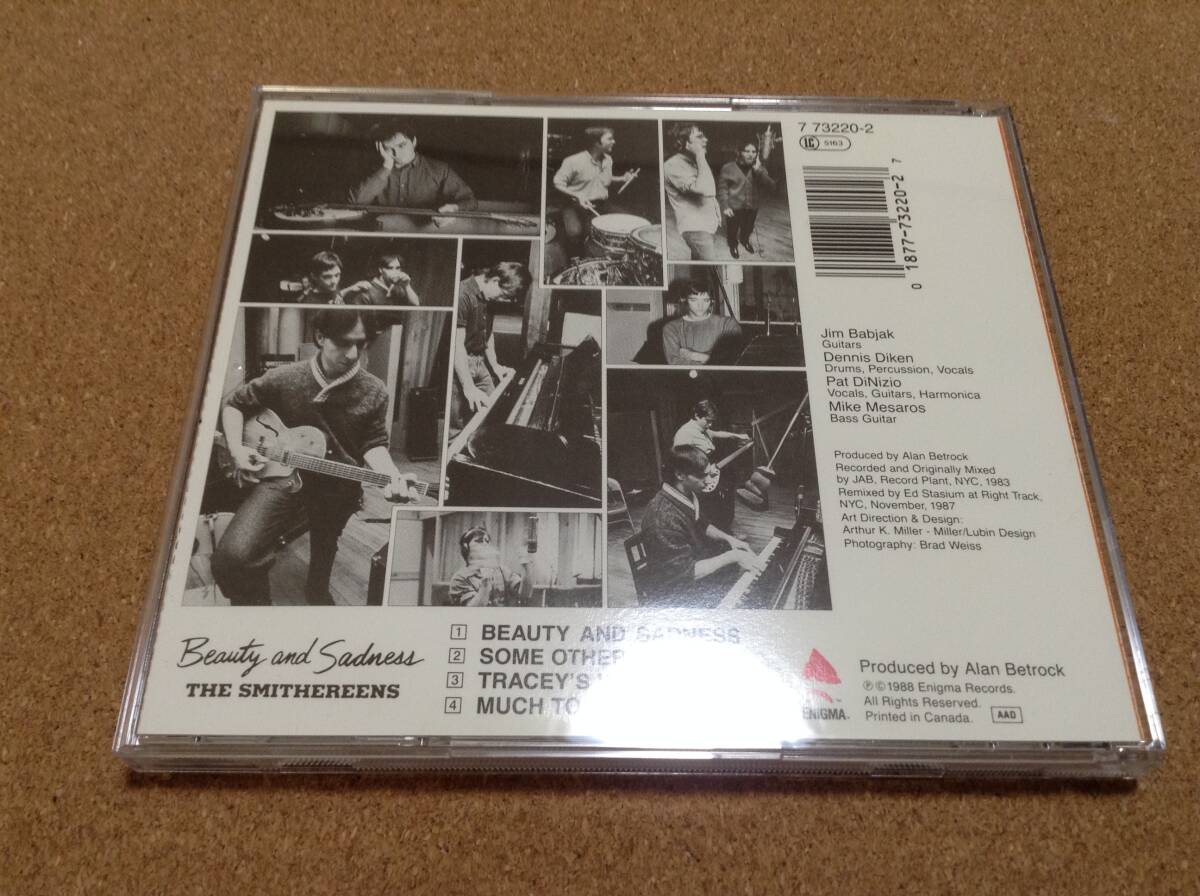 7 73220-2
LC 5163
0 1877-73220-2 7
Jim Babjak
Guitars
Dennis Diken
Drums, Percussion, Vocals
Pat DiNizio
Vocals, Guitars, Harmonica
Mike Mesaros
Bass Guitar
Produced by Alan Betrock
Recorded and Originally Mixed
by JAB, Record Plant, NYC, 1983
Remixed by Ed Stasium at Right Track,
NYC, November, 1987
Art Direction & Design:
Arthur K. Miller - Miller/Lubin Design
Photography: Brad Weiss
Beauty and Sadness
THE SMITHEREENS
1 BEAUTY AND SADNESS
2 SOME OTHER
3 TRACEY'S
4 MUCH TO
ENIGMA™
Produced by Alan Betrock
℗©1988 Enigma Records.
All Rights Reserved.
Printed in Canada. AAD